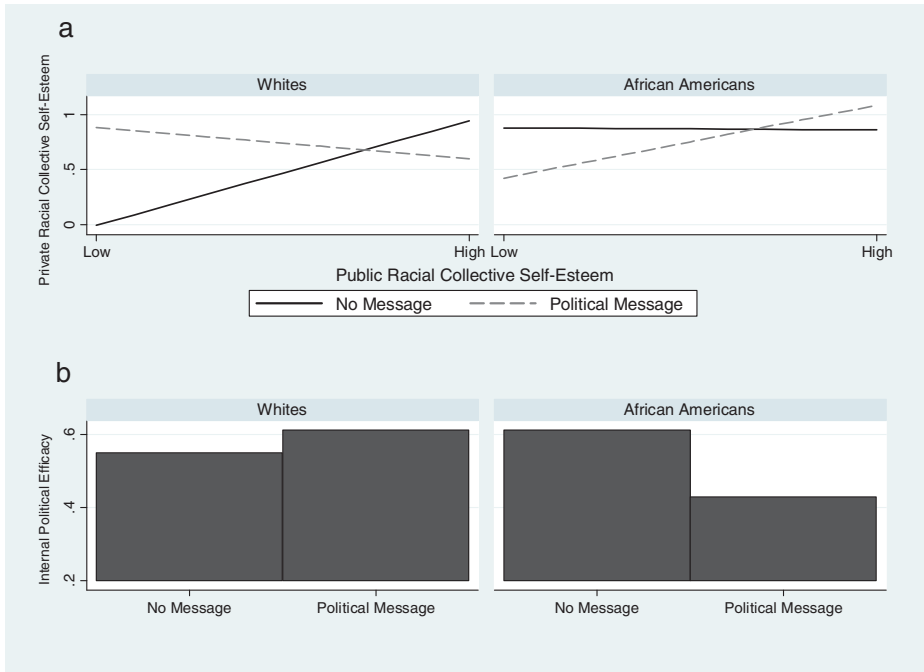 a
Whites
African Americans
Private Racial Collective Self-Esteem
1
.5
0
Low
High
Low
High
Public Racial Collective Self-Esteem
No Message
Political Message
b
Whites
African Americans
Internal Political Efficacy
.6
.4
.2
No Message
Political Message
No Message
Political Message